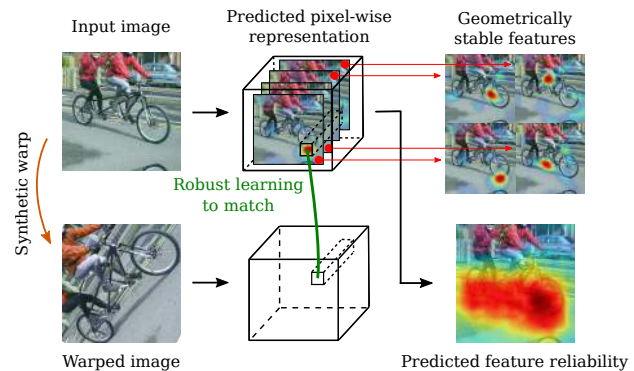 Input image
Predicted pixel-wise
representation
Geometrically
stable features
Synthetic warp
Robust learning
to match
Warped image
Predicted feature reliability